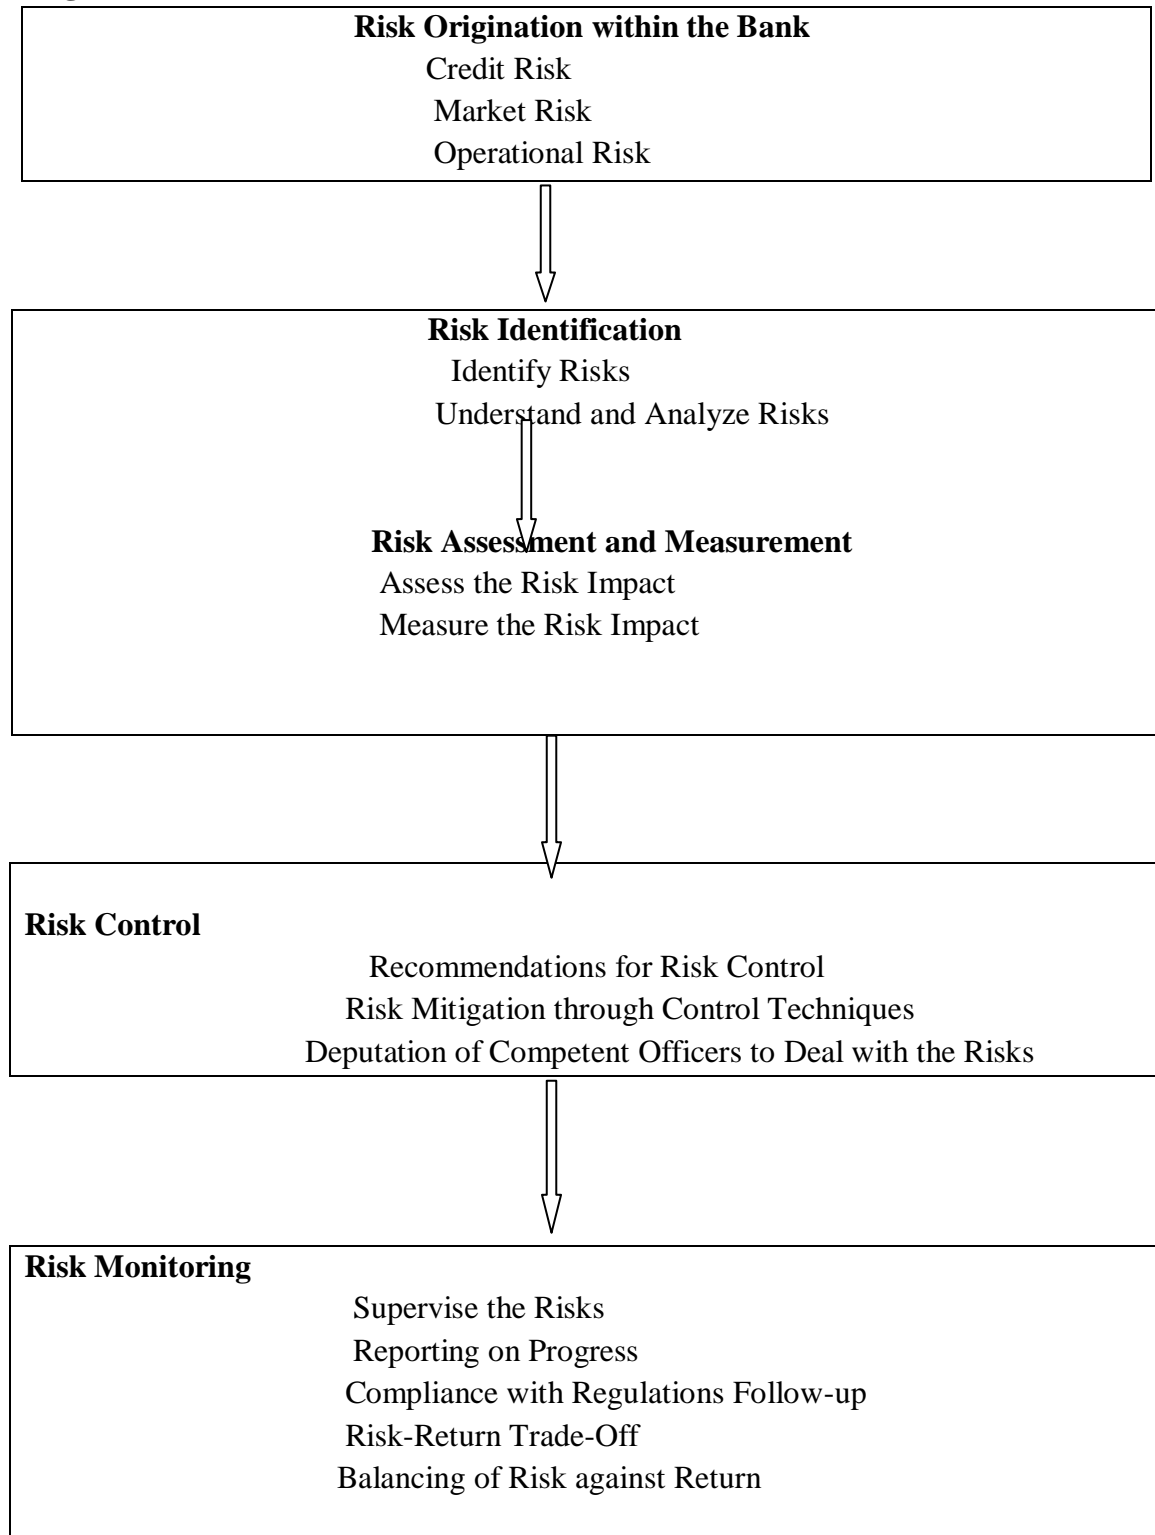 Risk Origination within the Bank
Credit Risk
Market Risk
Operational Risk
Risk Identification
Identify Risks
Understand and Analyze Risks
Risk Assessment and Measurement
Assess the Risk Impact
Measure the Risk Impact
Risk Control
Recommendations for Risk Control
Risk Mitigation through Control Techniques
Deputation of Competent Officers to Deal with the Risks
Risk Monitoring
Supervise the Risks
Reporting on Progress
Compliance with Regulations Follow-up
Risk-Return Trade-Off
Balancing of Risk against Return